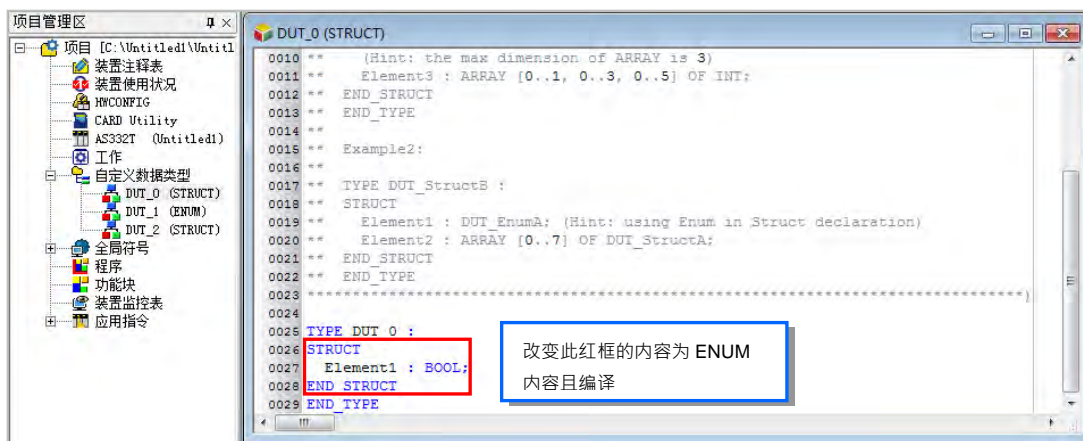 项目管理区
项目 [C:\Untitled1\Untitl
装置注释表
装置使用状况
HWCONFIG
CARD Utility
AS332T (Untitled1)
工作
自定义数据类型
DUT_0 (STRUCT)
DUT_1 (ENUM)
DUT_2 (STRUCT)
全局符号
程序
功能块
装置监控表
应用指令
DUT_0 (STRUCT)
0010 ** (Hint: the max dimension of ARRAY is 3)
0011 ** Element3 : ARRAY [0..1, 0..3, 0..5] OF INT;
0012 ** END_STRUCT
0013 ** END_TYPE
0014 **
0015 ** Example2:
0016 **
0017 ** TYPE DUT_StructB :
0018 ** STRUCT
0019 ** Element1 : DUT_EnumA; (Hint: using Enum in Struct declaration)
0020 ** Element2 : ARRAY [0..7] OF DUT_StructA;
0021 ** END_STRUCT
0022 ** END_TYPE
0023 *******************************************************************************)
0024
0025 TYPE DUT_0 :
0026 STRUCT
0027 Element1 : BOOL;
0028 END_STRUCT
0029 END_TYPE
改变此红框的内容为 ENUM
内容且编译